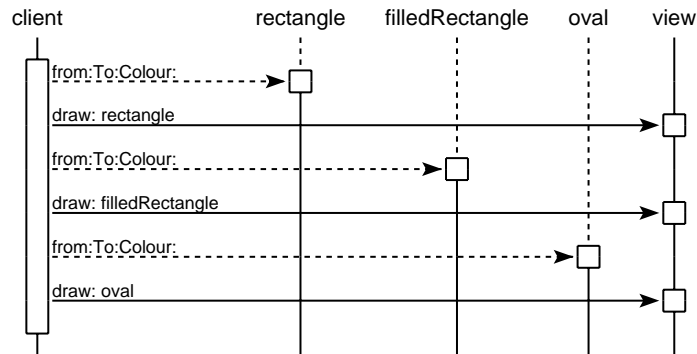 client rectangle filledRectangle oval view
from:To:Colour:
draw: rectangle
from:To:Colour:
draw: filledRectangle
from:To:Colour:
draw: oval